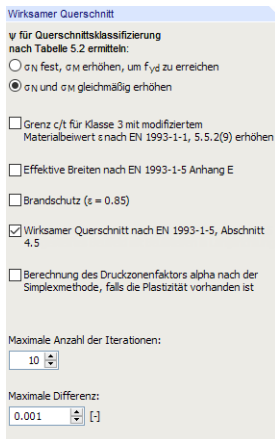 Wirksamer Querschnitt
ψ für Querschnittsklassifizierung
nach Tabelle 5.2 ermitteln:
σN fest, σM erhöhen, um fyd zu erreichen
σN und σM gleichmäßig erhöhen
Grenz c/t für Klasse 3 mit modifiziertem
Materialbeiwert ε nach EN 1993-1-1, 5.5.2(9) erhöhen
Effektive Breiten nach EN 1993-1-5 Anhang E
Brandschutz (ε = 0.85)
Wirksamer Querschnitt nach EN 1993-1-5, Abschnitt
4.5
Berechnung des Druckzonenfaktors alpha nach der
Simplexmethode, falls die Plastizität vorhanden ist
Maximale Anzahl der Iterationen:
10
Maximale Differenz:
0.001 [-]